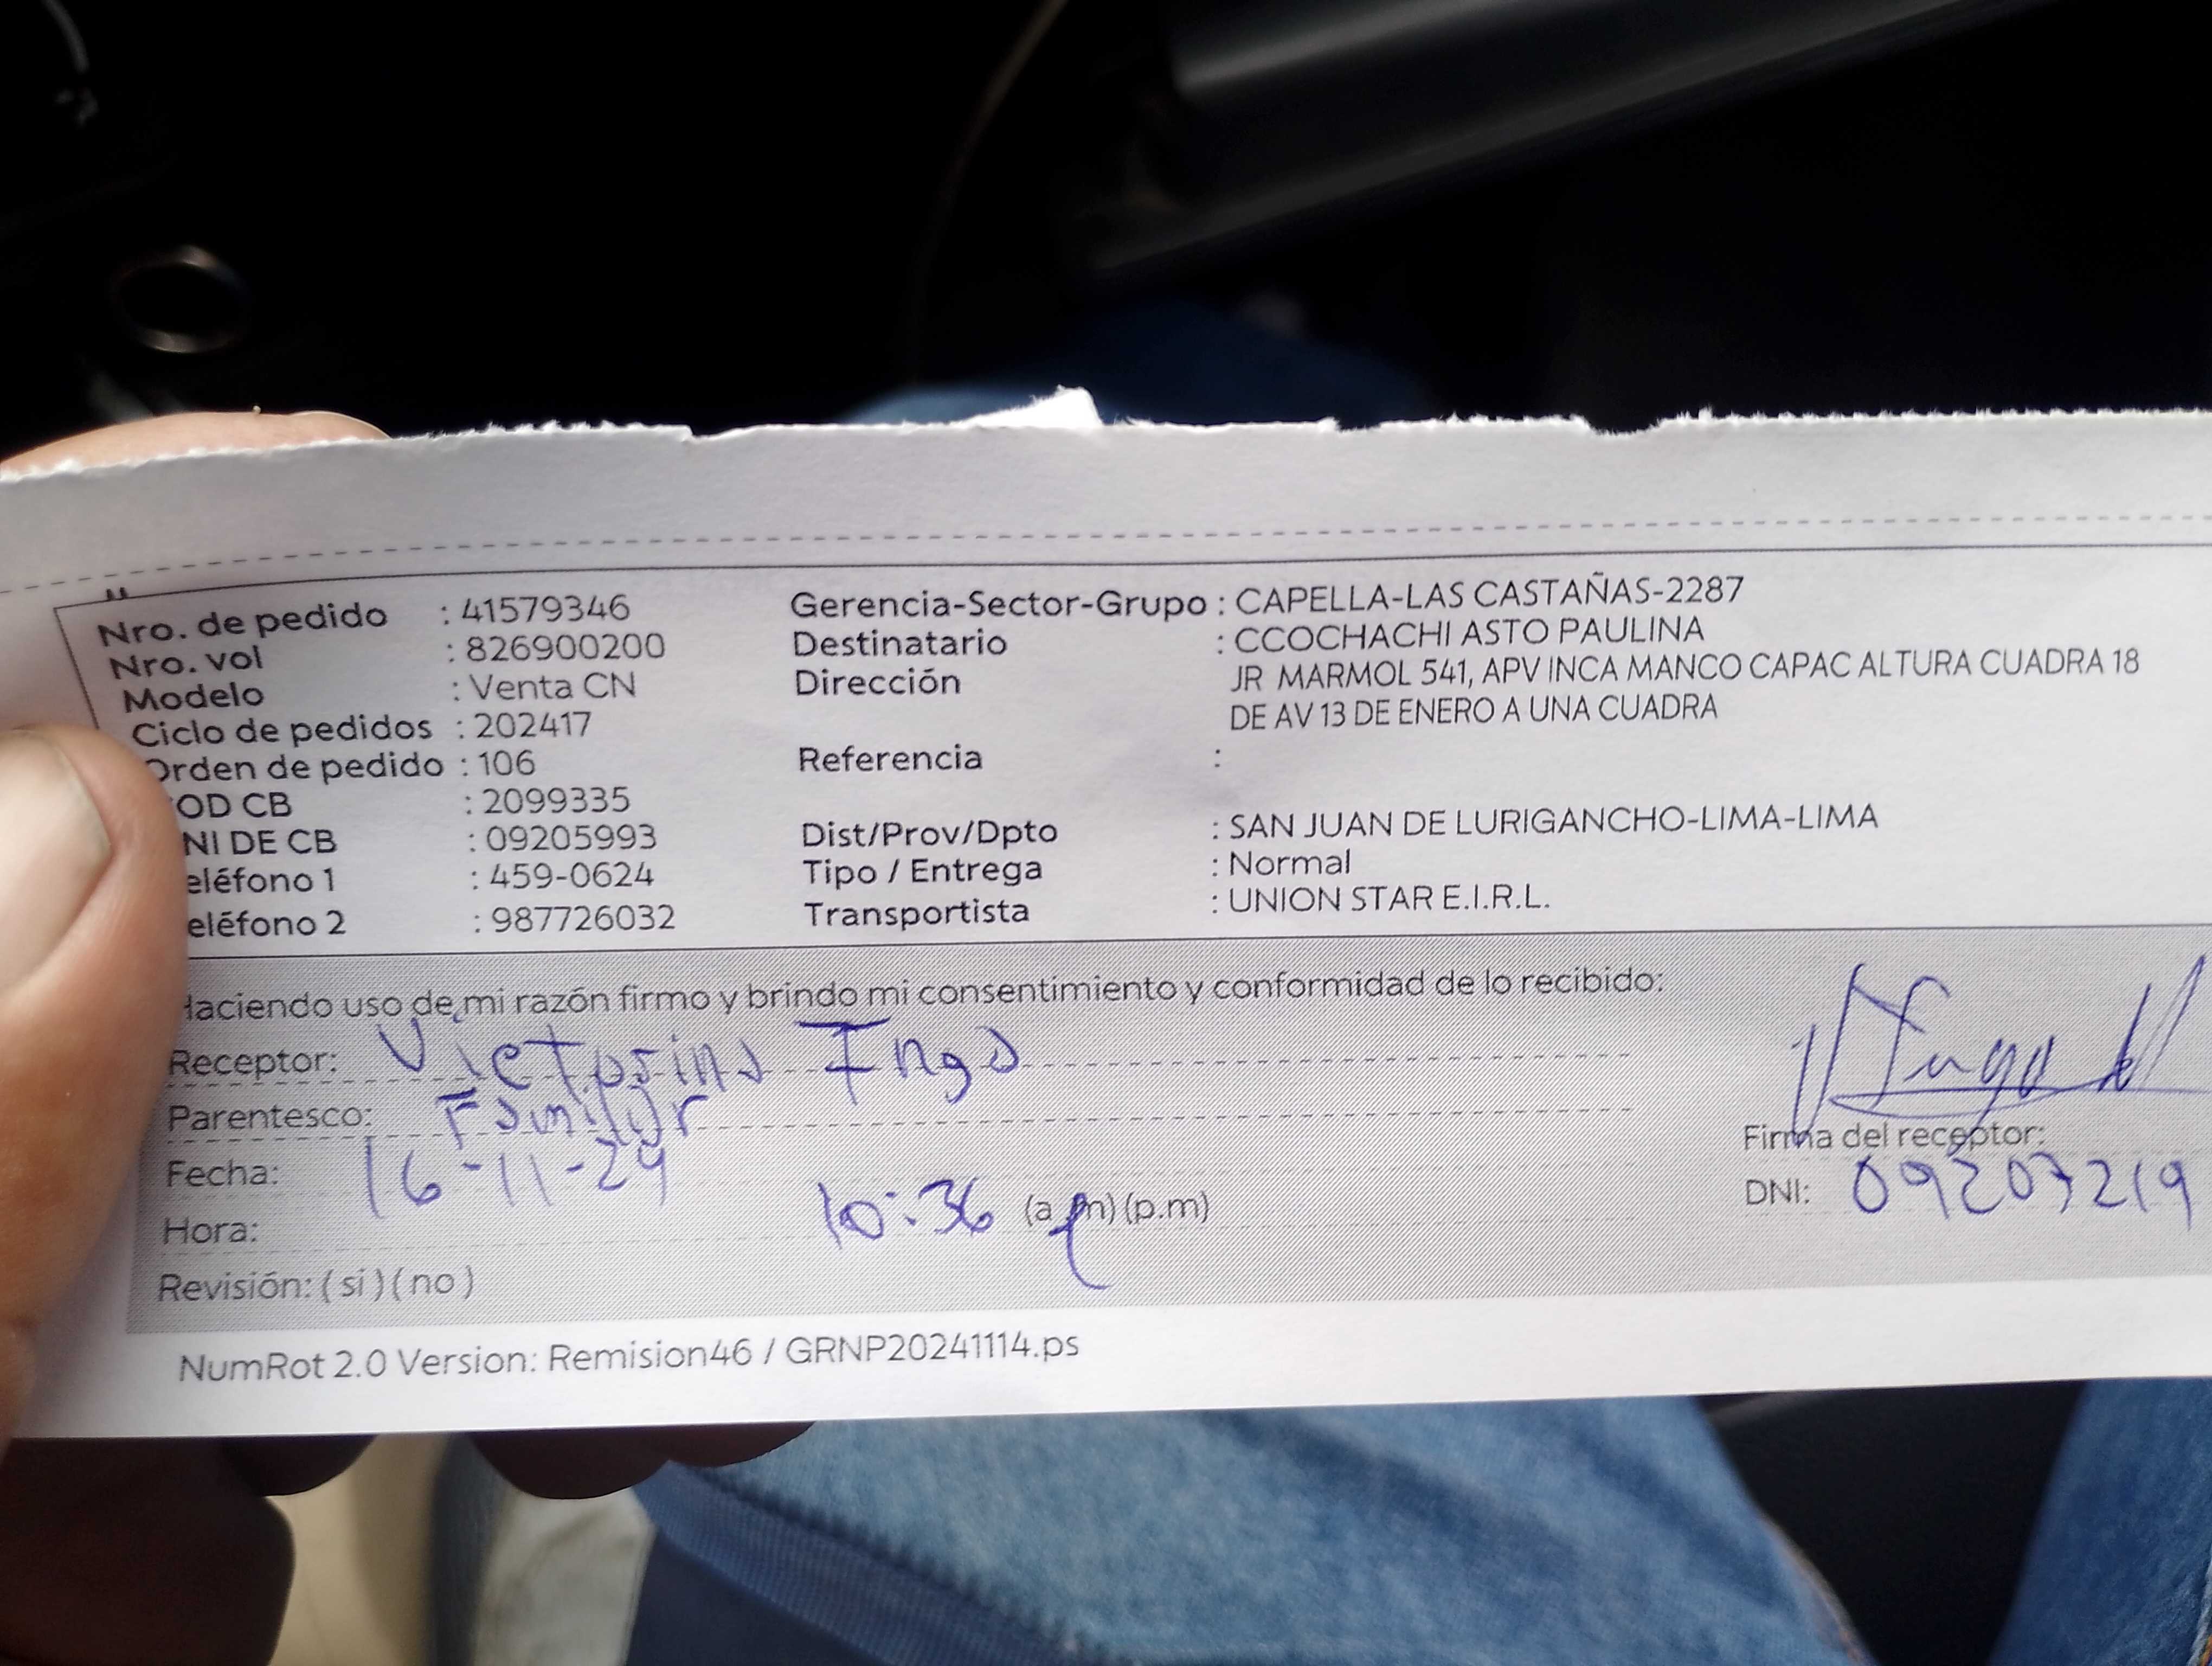 Nro. de pedido : 41579346 Gerencia-Sector-Grupo : CAPELLA-LAS CASTAÑAS-2287
Nro. vol : 826900200 Destinatario : CCOCHACHI ASTO PAULINA
Modelo : Venta CN Dirección JR MARMOL 541, APV INCA MANCO CAPAC ALTURA CUADRA 18
Ciclo de pedidos : 202417 DE AV 13 DE ENERO A UNA CUADRA
Orden de pedido : 106 Referencia :
OD CB : 2099335
NI DE CB : 09205993 Dist/Prov/Dpto : SAN JUAN DE LURIGANCHO-LIMA-LIMA
eléfono 1 : 459-0624 Tipo / Entrega : Normal
eléfono 2 : 987726032 Transportista : UNION STAR E.I.R.L.
Haciendo uso de mi razón firmo y brindo mi consentimiento y conformidad de lo recibido:
Receptor: Victorino Inga
Parentesco: Familiar
Firma del receptor:
Fecha: 16-11-24
DNI: 09207219
Hora: 10:36 (a.m) (p.m)
Revisión: ( si ) ( no )
NumRot 2.0 Version: Remision46 / GRNP20241114.ps